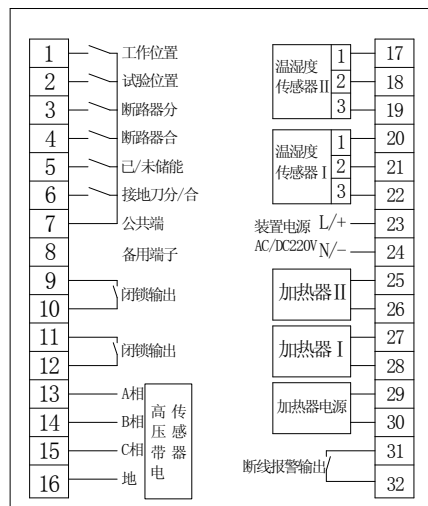 1 工作位置
2 试验位置
3 断路器分
4 断路器合
5 已/未储能
6 接地刀分/合
7 公共端
8 备用端子
9
闭锁输出
10
11
闭锁输出
12
13 A相
14 B相
15 C相
16 地
高压带电
传感器
温湿度
传感器II
1 17
2 18
3 19
温湿度
传感器I
1 20
2 21
3 22
装置电源 L/+ 23
AC/DC220V N/- 24
加热器II
25
26
加热器I
27
28
加热器电源
29
30
断线报警输出
31
32